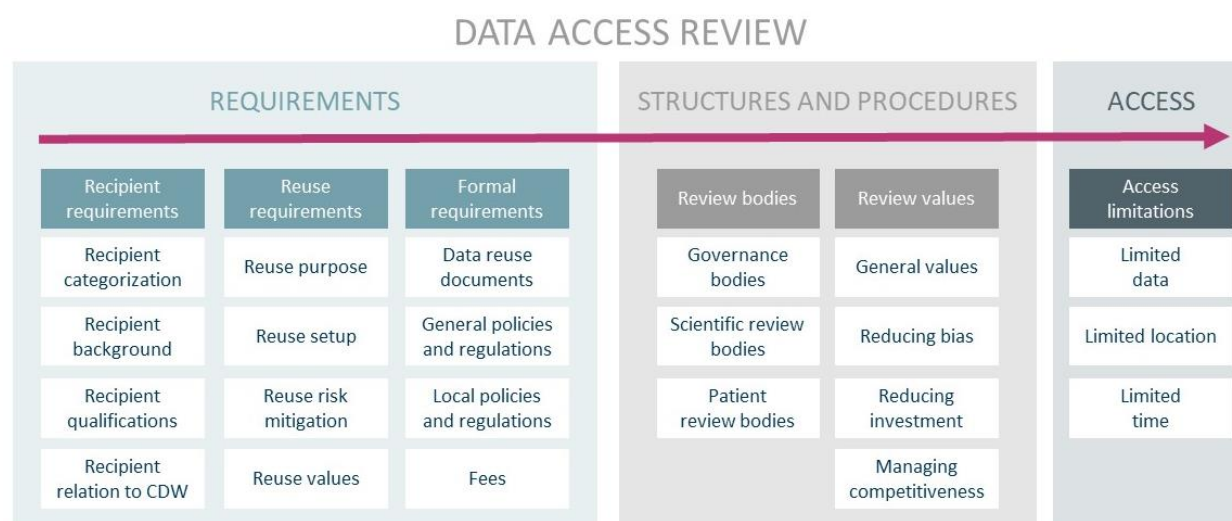 DATA ACCESS REVIEW
REQUIREMENTS
Recipient
requirements
Recipient
categorization
Recipient
background
Recipient
qualifications
Recipient
relation to CDW
Reuse
requirements
Reuse purpose
Reuse setup
Reuse risk
mitigation
Reuse values
Formal
requirements
Data reuse
documents
General policies
and regulations
Local policies
and regulations
Fees
STRUCTURES AND PROCEDURES
Review bodies
Governance
bodies
Scientific review
bodies
Patient
review bodies
Review values
General values
Reducing bias
Reducing
investment
Managing
competitiveness
ACCESS
Access
limitations
Limited
data
Limited location
Limited
time